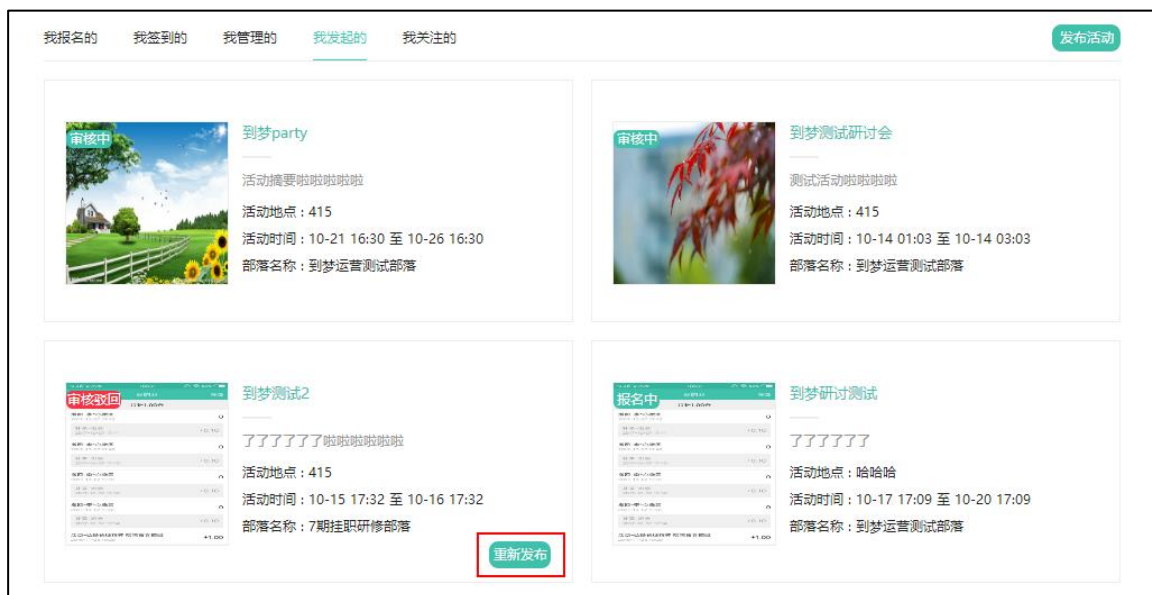 我报名的 我签到的 我管理的 我发起的 我关注的 发布活动
审核中
到梦party
活动摘要啦啦啦啦啦
活动地点：415
活动时间：10-21 16:30 至 10-26 16:30
部落名称：到梦运营测试部落
审核中
到梦测试研讨会
测试活动啦啦啦啦
活动地点：415
活动时间：10-14 01:03 至 10-14 03:03
部落名称：到梦运营测试部落
审核驳回
到梦测试2
了了了了了了啦啦啦啦啦啦
活动地点：415
活动时间：10-15 17:32 至 10-16 17:32
部落名称：7期挂职研修部落
重新发布
报名中
到梦研讨测试
了了了了了了
活动地点：哈哈哈
活动时间：10-17 17:09 至 10-20 17:09
部落名称：到梦运营测试部落